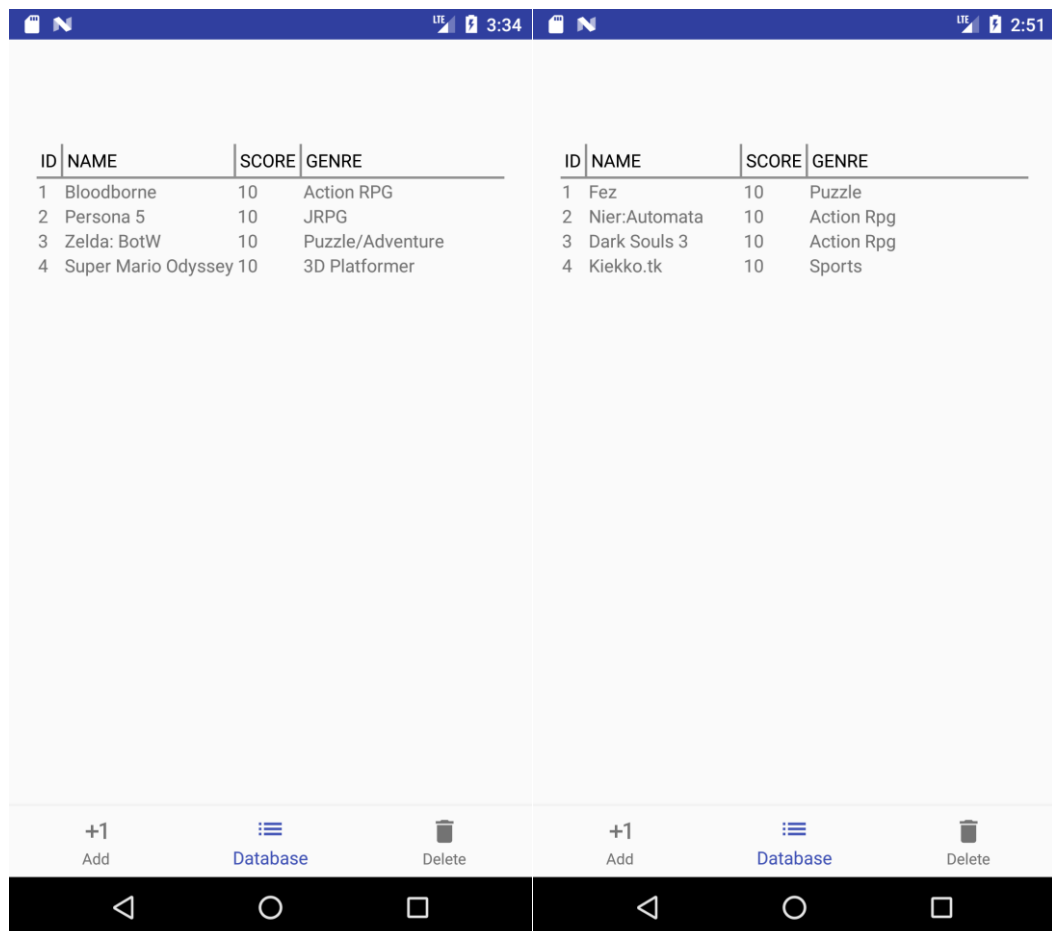 LTE 3:34
ID NAME SCORE GENRE
1 Bloodborne 10 Action RPG
2 Persona 5 10 JRPG
3 Zelda: BotW 10 Puzzle/Adventure
4 Super Mario Odyssey 10 3D Platformer
+1
Add Database Delete
LTE 2:51
ID NAME SCORE GENRE
1 Fez 10 Puzzle
2 Nier:Automata 10 Action Rpg
3 Dark Souls 3 10 Action Rpg
4 Kiekko.tk 10 Sports
+1
Add Database Delete